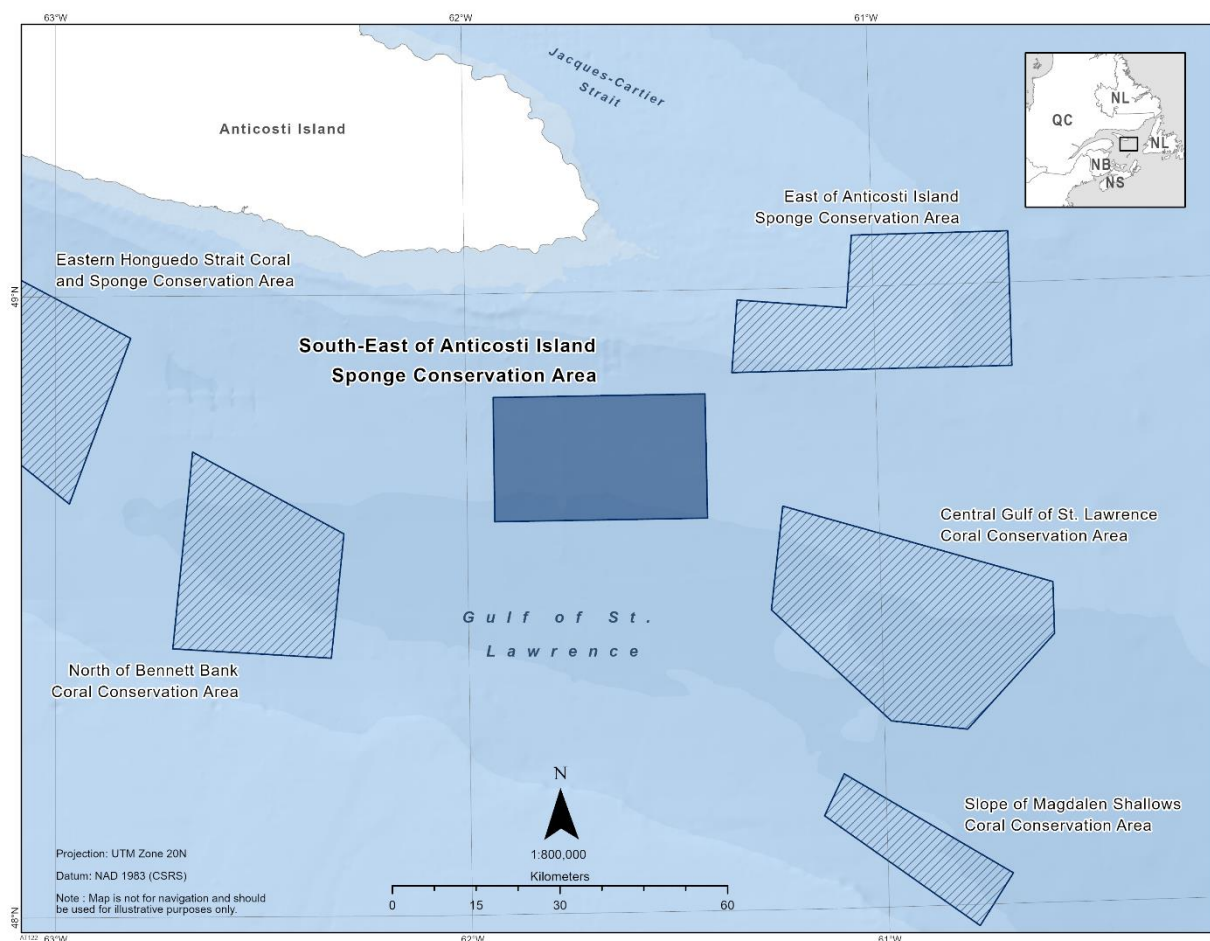 63°W
62°W
61°W
Jacques-Cartier
Strait
Anticosti Island
NL
QC
NL
NB
NS
East of Anticosti Island
Sponge Conservation Area
Eastern Honguedo Strait Coral
and Sponge Conservation Area
49°N
49°N
South-East of Anticosti Island
Sponge Conservation Area
Central Gulf of St. Lawrence
Coral Conservation Area
Gulf of St.
Lawrence
North of Bennett Bank
Coral Conservation Area
N
Slope of Magdalen Shallows
Coral Conservation Area
1:800,000
Kilometers
0 15 30 60
Projection: UTM Zone 20N
Datum: NAD 1983 (CSRS)
Note : Map is not for navigation and should
be used for illustrative purposes only.
48°N
48°N
A1122
63°W
62°W
61°W